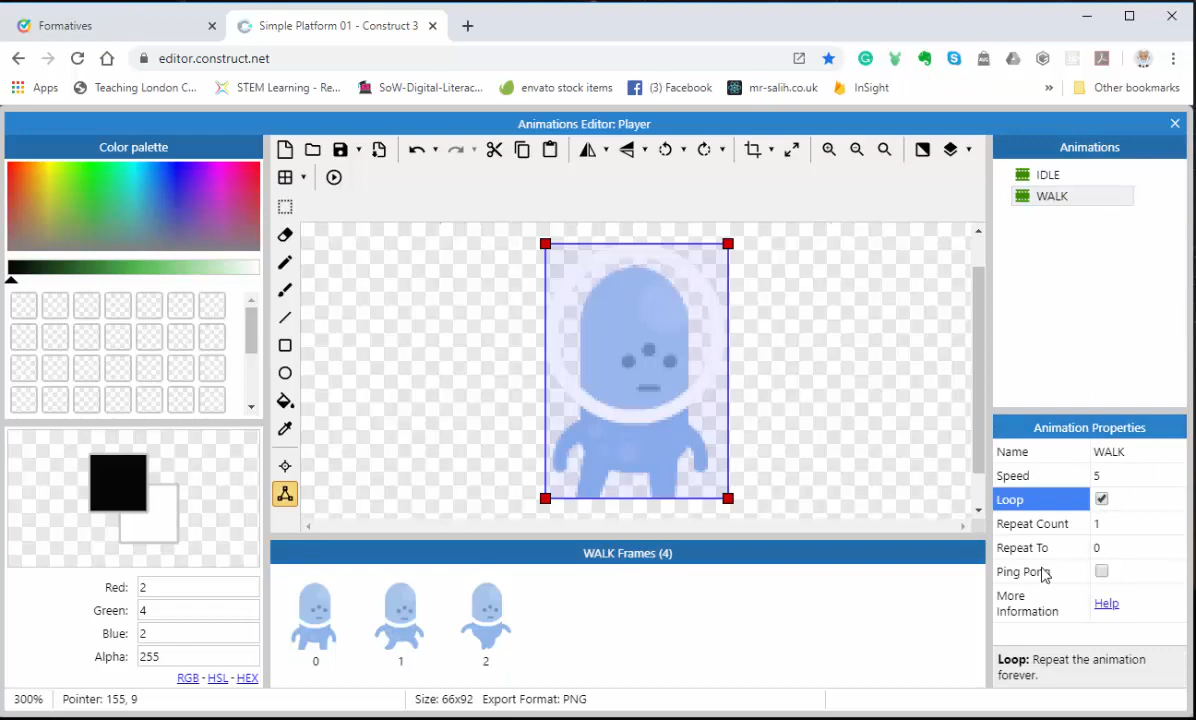 Formatives
Simple Platform 01 - Construct 3
editor.construct.net
Apps
Teaching London C...
STEM Learning - Re...
SoW-Digital-Literac...
envato stock items
(3) Facebook
mr-salih.co.uk
InSight
»
Other bookmarks
Animations Editor: Player
Color palette
Animations
IDLE
WALK
Animation Properties
Name WALK
Speed 5
Loop
Repeat Count 1
Repeat To 0
Ping Pong
More
Information
Help
Loop: Repeat the animation
forever.
WALK Frames (4)
0 1 2
Red: 2
Green: 4
Blue: 2
Alpha: 255
RGB - HSL - HEX
300%
Pointer: 155, 9
Size: 66x92 Export Format: PNG